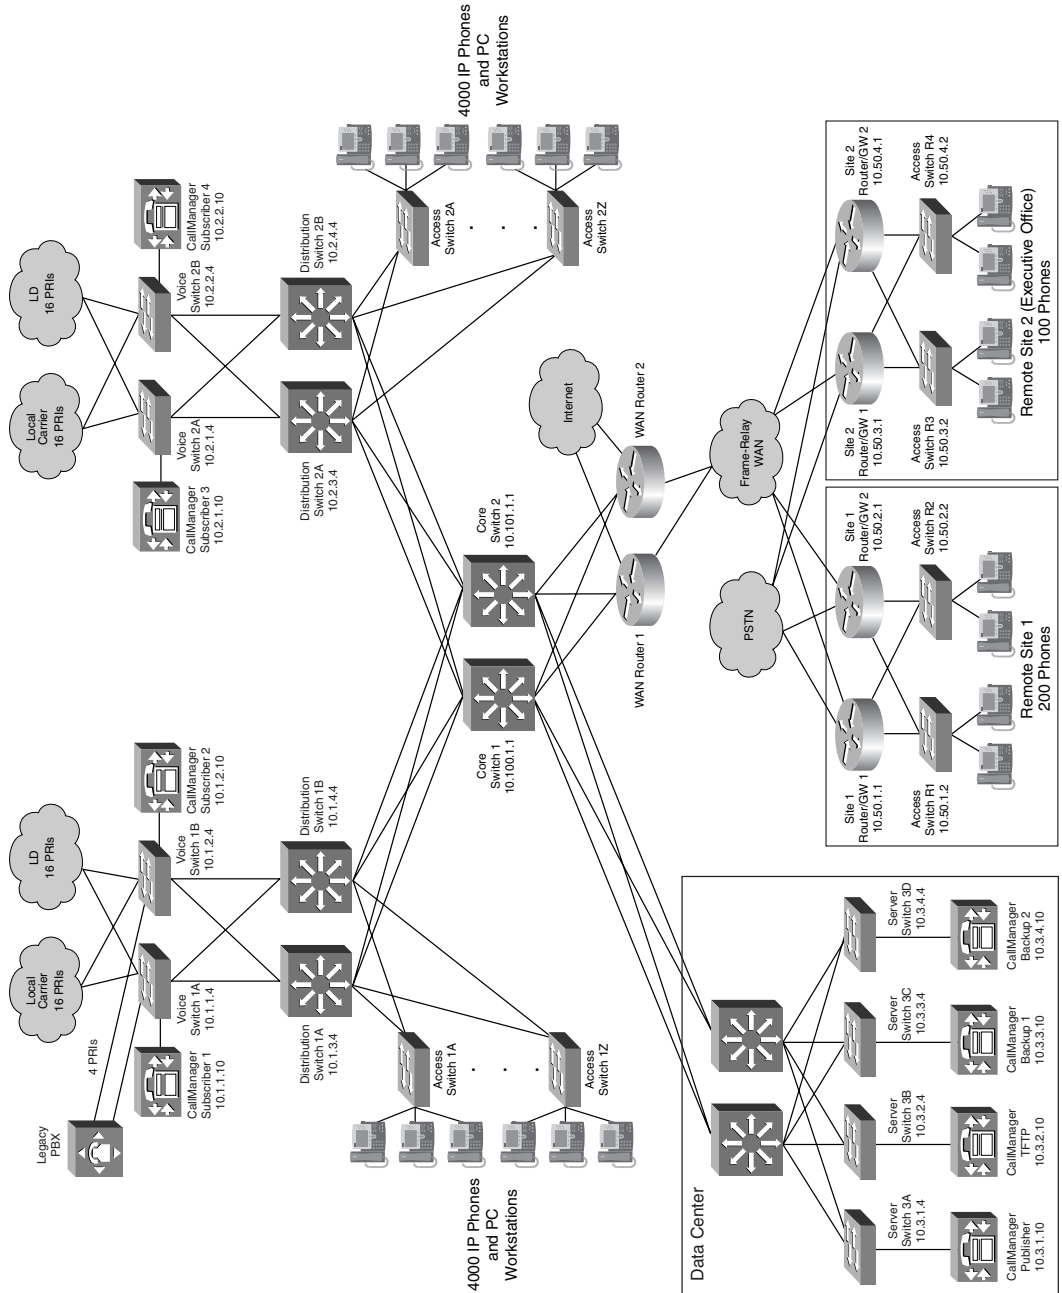 Legacy
PBX
4 PRIs
Local
Carrier
16 PRIs
LD
16 PRIs
Local
Carrier
16 PRIs
LD
16 PRIs
CallManager
Subscriber 1
10.1.1.10
Voice
Switch 1A
10.1.1.4
Voice
Switch 1B
10.1.2.4
CallManager
Subscriber 2
10.1.2.10
CallManager
Subscriber 3
10.2.1.10
Voice
Switch 2A
10.2.1.4
Voice
Switch 2B
10.2.2.4
CallManager
Subscriber 4
10.2.2.10
Distribution
Switch 1A
10.1.3.4
Distribution
Switch 1B
10.1.4.4
Distribution
Switch 2A
10.2.3.4
Distribution
Switch 2B
10.2.4.4
4000 IP Phones
and PC
Workstations
Access
Switch 1A
Access
Switch 1Z
4000 IP Phones
and PC
Workstations
Access
Switch 2A
Access
Switch 2Z
Core
Switch 1
10.100.1.1
Core
Switch 2
10.101.1.1
Internet
WAN Router 1
WAN Router 2
PSTN
Frame-Relay
WAN
Data Center
Server
Switch 3A
10.3.1.4
Server
Switch 3B
10.3.2.4
Server
Switch 3C
10.3.3.4
Server
Switch 3D
10.3.4.4
CallManager
Publisher
10.3.1.10
CallManager
TFTP
10.3.2.10
CallManager
Backup 1
10.3.3.10
CallManager
Backup 2
10.3.4.10
Site 1
Router/GW 1
10.50.1.1
Site 1
Router/GW 2
10.50.2.1
Access
Switch R1
10.50.1.2
Access
Switch R2
10.50.2.2
Remote Site 1
200 Phones
Site 2
Router/GW 1
10.50.3.1
Site 2
Router/GW 2
10.50.4.1
Access
Switch R3
10.50.3.2
Access
Switch R4
10.50.4.2
Remote Site 2 (Executive Office)
100 Phones